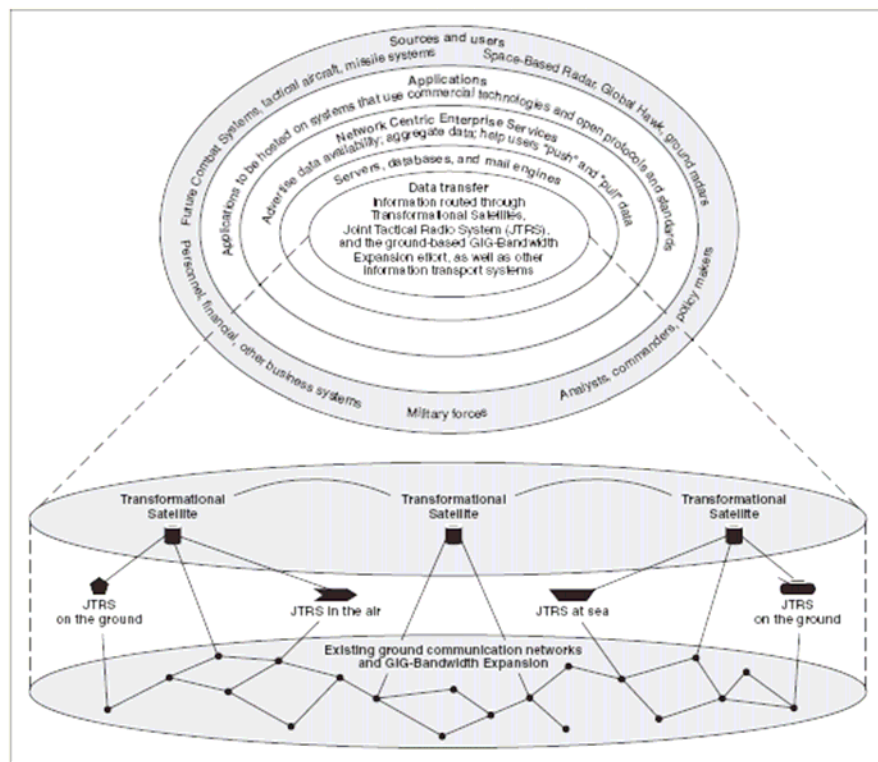 Sources and users
Future Combat Systems, tactical aircraft, missile systems
Space-Based Radar, Global Hawk, ground radars
Applications
Applications to be hosted on systems that use commercial technologies and open protocols and standards
Network Centric Enterprise Services
Advertise data availability; aggregate data; help users "push" and "pull" data
Servers, databases, and mail engines
Data transfer
Information routed through
Transformational Satellites,
Joint Tactical Radio System (JTRS),
and the ground-based GIG-Bandwidth
Expansion effort, as well as other
information transport systems
Personnel, financial, other business systems
Military forces
Analysts, commanders, policy makers
Transformational
Satellite
Transformational
Satellite
Transformational
Satellite
JTRS
on the ground
JTRS in the air
JTRS at sea
JTRS
on the ground
Existing ground communication networks
and GIG-Bandwidth Expansion